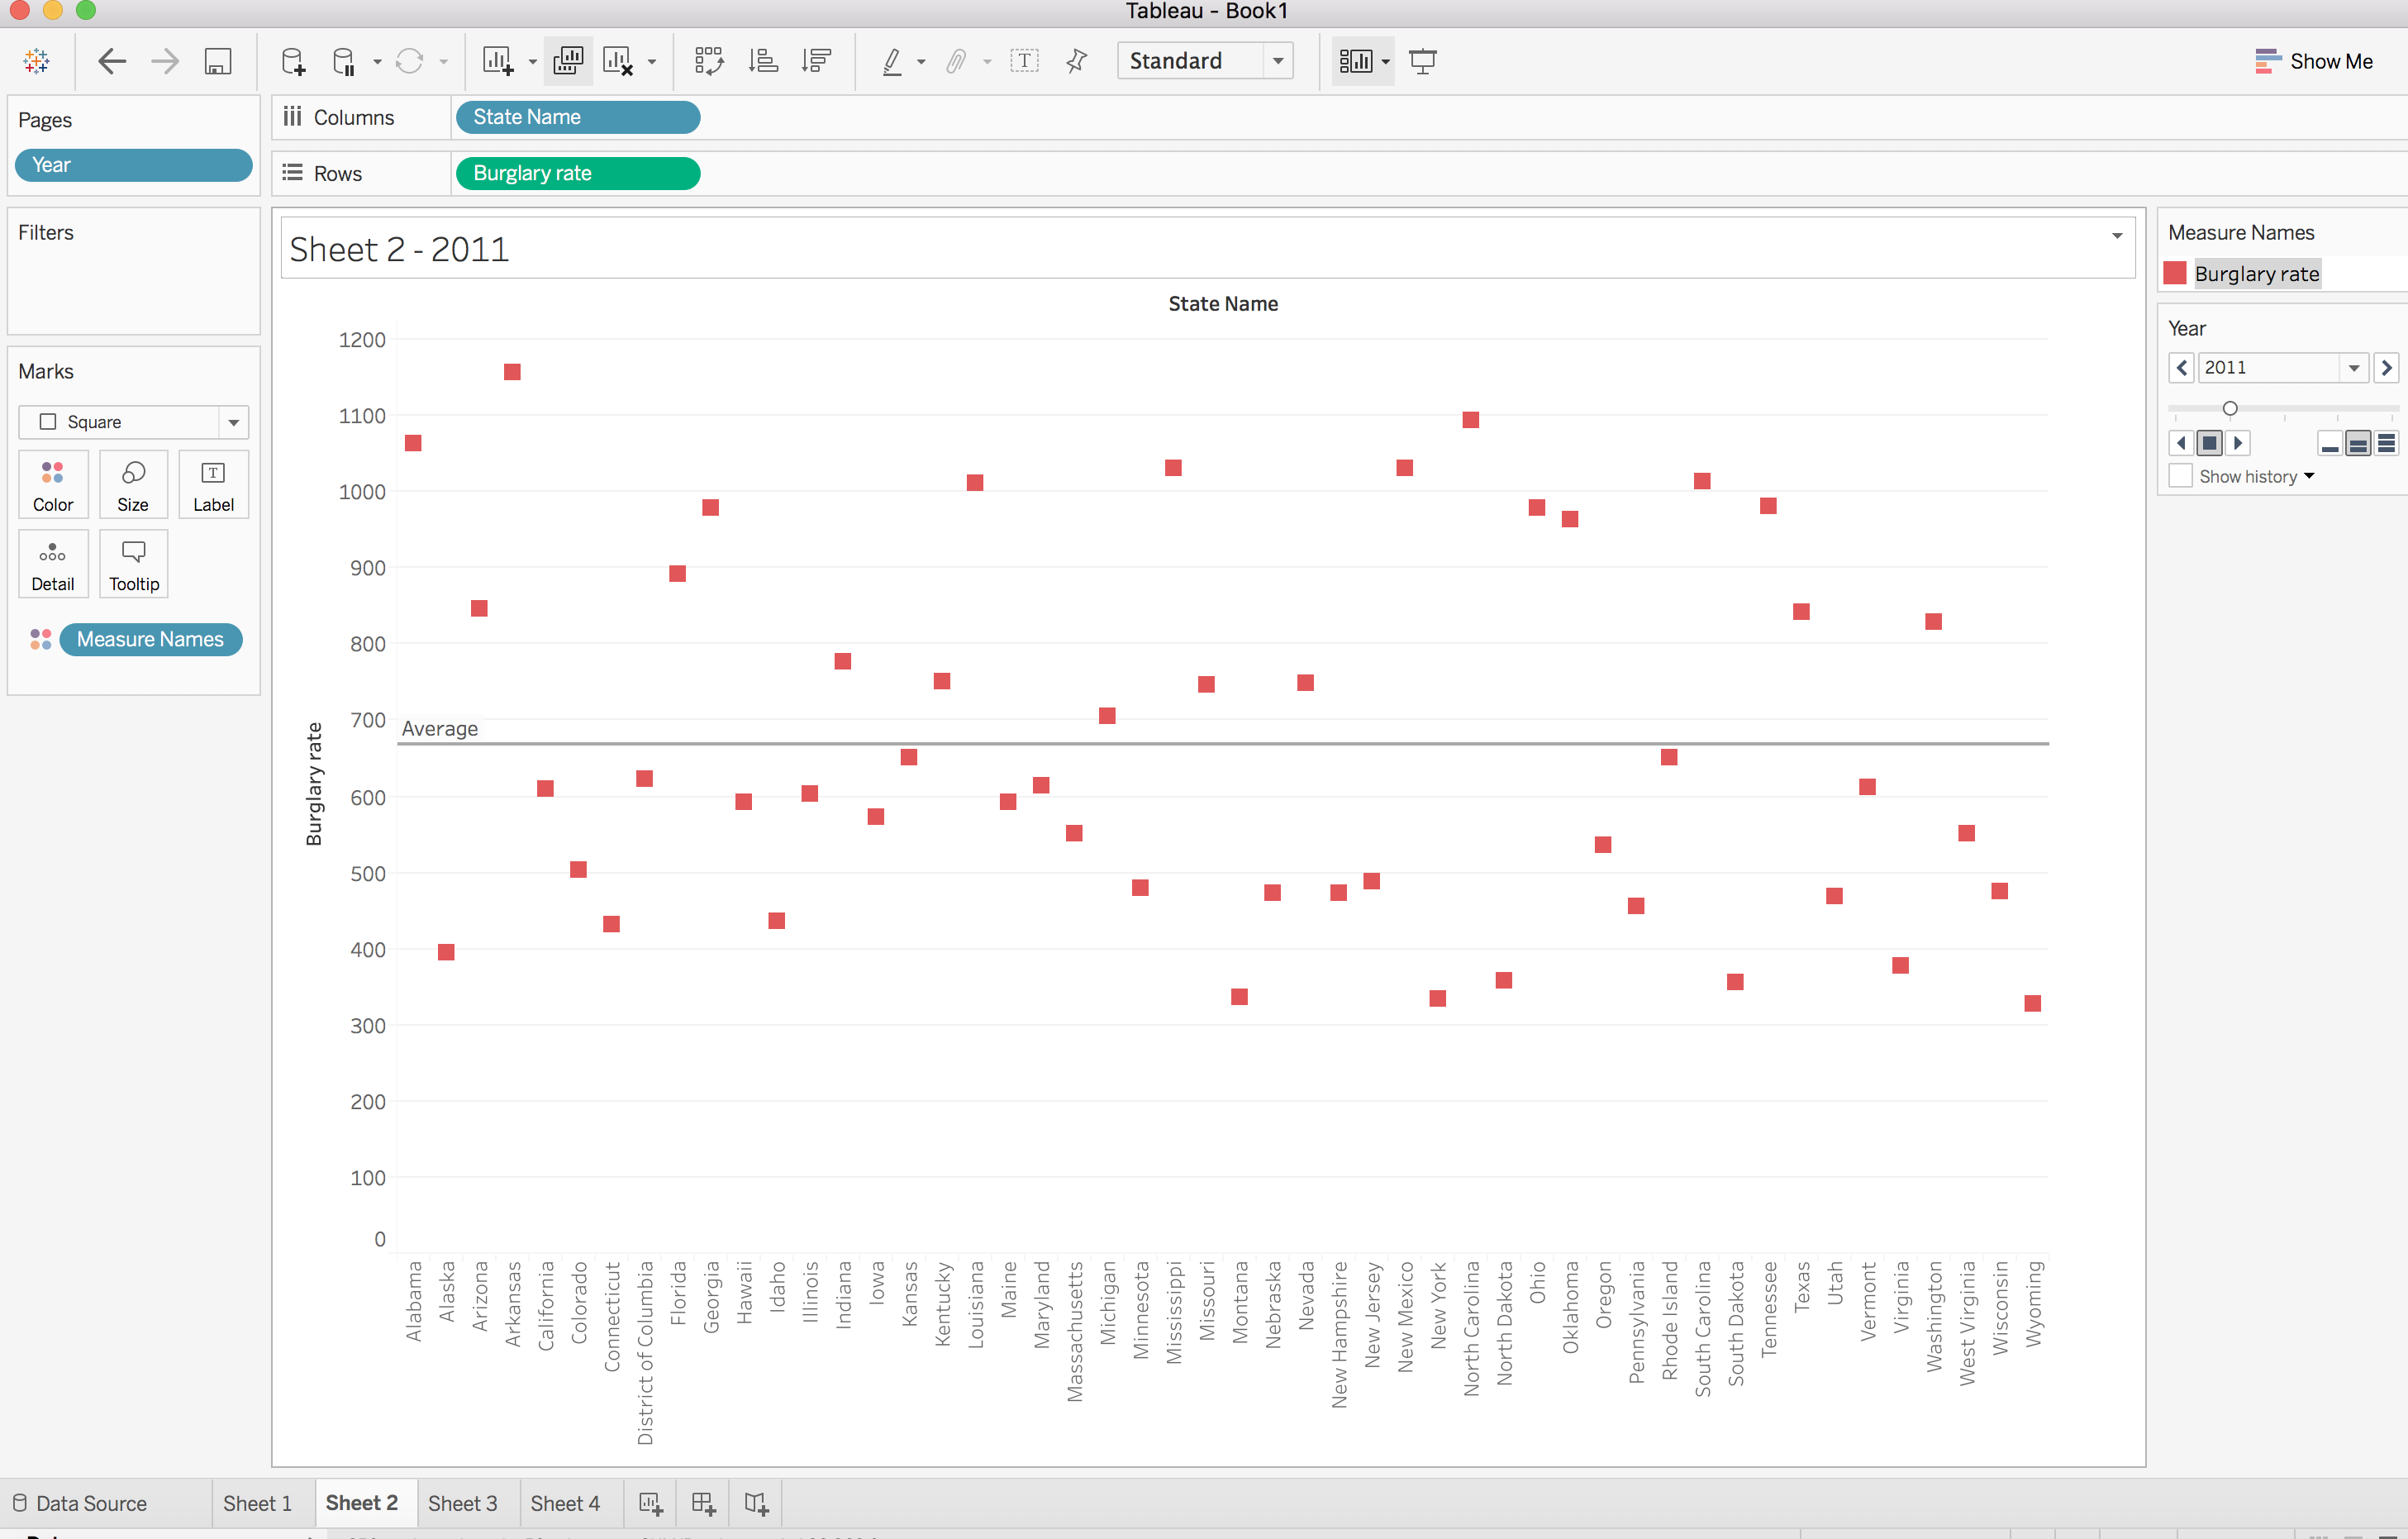 Tableau - Book1
Standard
Show Me
Pages
Year
Columns
State Name
Rows
Burglary rate
Filters
Marks
Square
Color
Size
T
Label
Detail
Tooltip
Measure Names
Sheet 2 - 2011
State Name
Burglary rate
1200
1100
1000
900
800
700
600
500
400
300
200
100
0
Average
Alabama
Alaska
Arizona
Arkansas
California
Colorado
Connecticut
District of Columbia
Florida
Georgia
Hawaii
Idaho
Illinois
Indiana
Iowa
Kansas
Kentucky
Louisiana
Maine
Maryland
Massachusetts
Michigan
Minnesota
Mississippi
Missouri
Montana
Nebraska
Nevada
New Hampshire
New Jersey
New Mexico
New York
North Carolina
North Dakota
Ohio
Oklahoma
Oregon
Pennsylvania
Rhode Island
South Carolina
South Dakota
Tennessee
Texas
Utah
Vermont
Virginia
Washington
West Virginia
Wisconsin
Wyoming
Measure Names
Burglary rate
Year
2011
Show history
Data Source
Sheet 1
Sheet 2
Sheet 3
Sheet 4